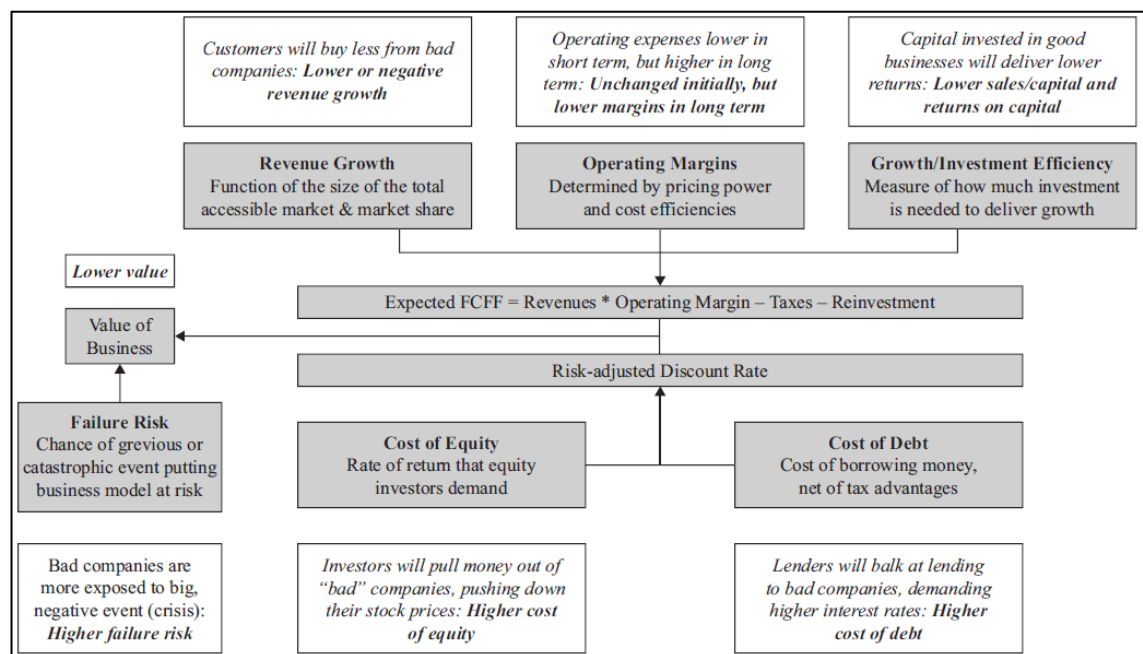 Customers will buy less from bad
companies: Lower or negative
revenue growth
Operating expenses lower in
short term, but higher in long
term: Unchanged initially, but
lower margins in long term
Capital invested in good
businesses will deliver lower
returns: Lower sales/capital and
returns on capital
Revenue Growth
Function of the size of the total
accessible market & market share
Operating Margins
Determined by pricing power
and cost efficiencies
Growth/Investment Efficiency
Measure of how much investment
is needed to deliver growth
Lower value
Expected FCFF = Revenues * Operating Margin – Taxes – Reinvestment
Value of
Business
Risk-adjusted Discount Rate
Failure Risk
Chance of grevious or
catastrophic event putting
business model at risk
Cost of Equity
Rate of return that equity
investors demand
Cost of Debt
Cost of borrowing money,
net of tax advantages
Bad companies are
more exposed to big,
negative event (crisis):
Higher failure risk
Investors will pull money out of
“bad” companies, pushing down
their stock prices: Higher cost
of equity
Lenders will balk at lending
to bad companies, demanding
higher interest rates: Higher
cost of debt